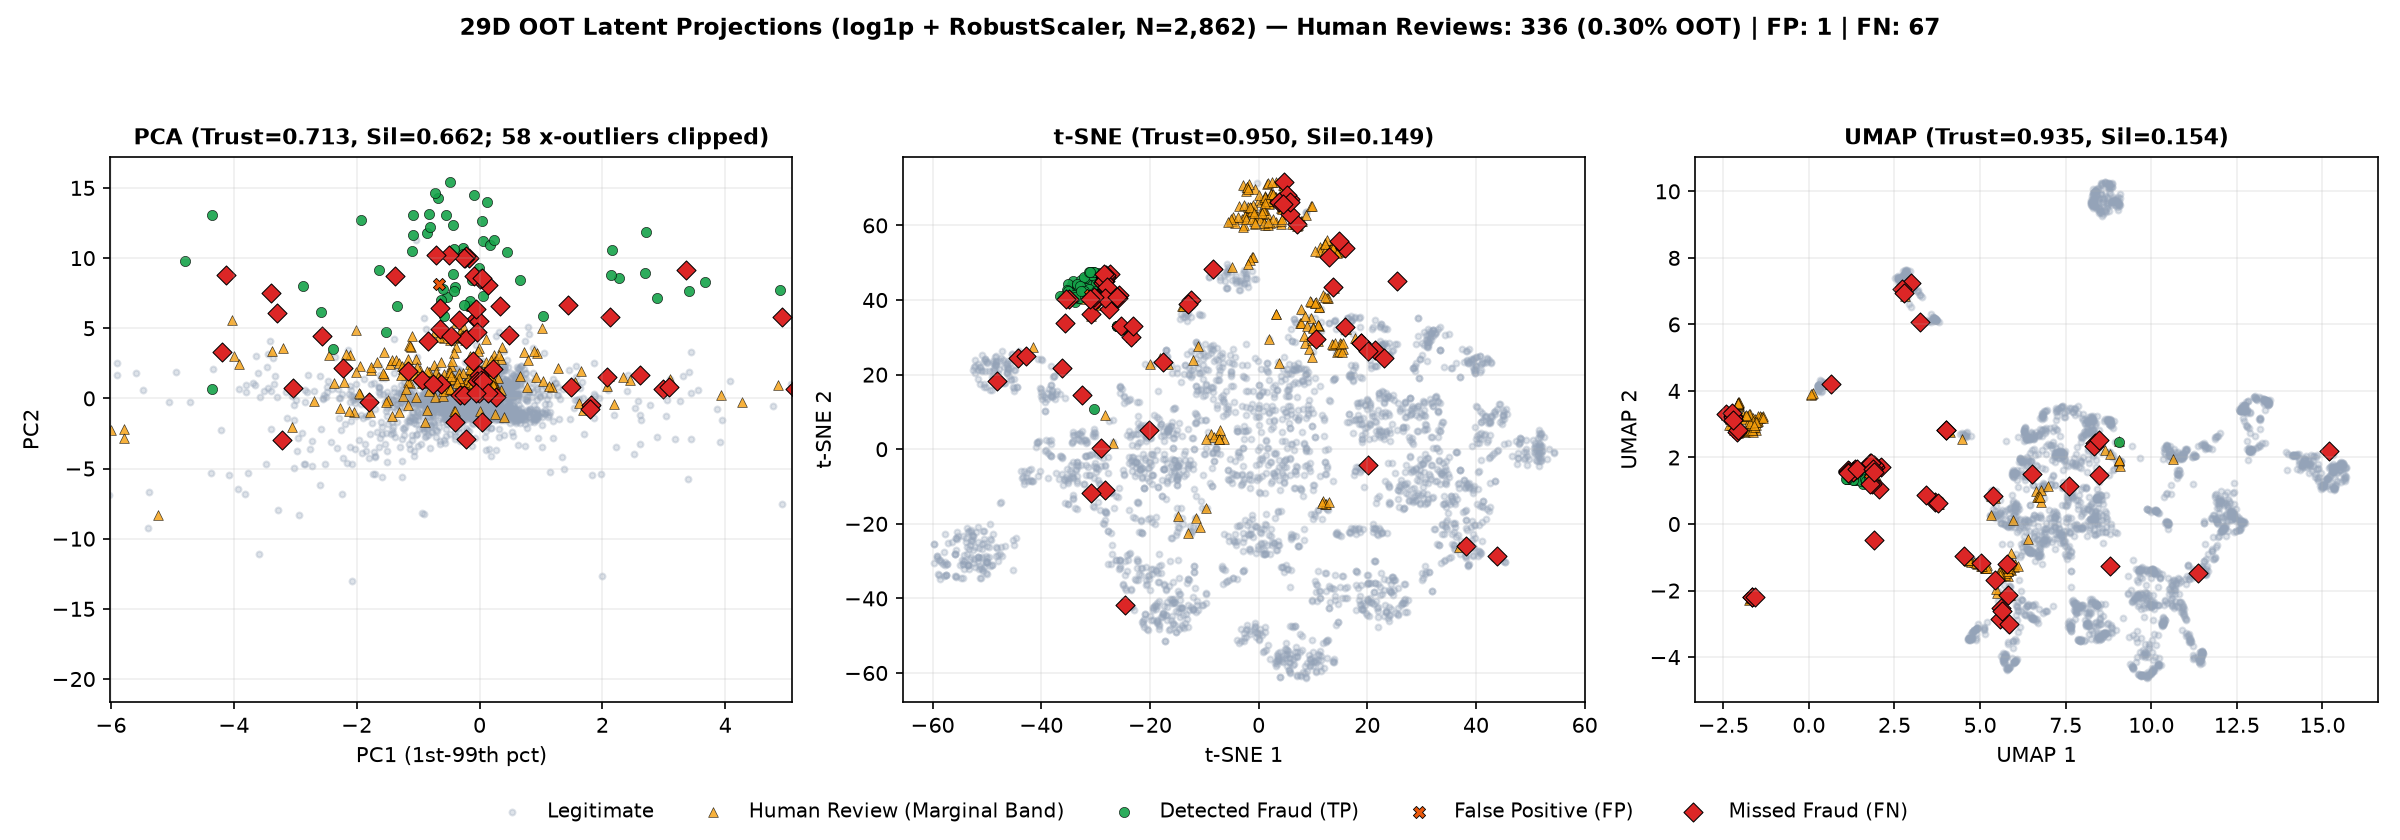 29D OOT Latent Projections (log1p + RobustScaler, N=2,862) — Human Reviews: 336 (0.30% OOT) | FP: 1 | FN: 67
PCA (Trust=0.713, Sil=0.662; 58 x-outliers clipped)
15
10
5
0
−5
−10
−15
−20
PC2
−6
−4
−2
0
2
4
PC1 (1st-99th pct)
t-SNE (Trust=0.950, Sil=0.149)
60
40
20
0
−20
−40
−60
t-SNE 2
−60
−40
−20
0
20
40
60
t-SNE 1
UMAP (Trust=0.935, Sil=0.154)
10
8
6
4
2
0
−2
−4
UMAP 2
−2.5
0.0
2.5
5.0
7.5
10.0
12.5
15.0
UMAP 1
Legitimate
Human Review (Marginal Band)
Detected Fraud (TP)
False Positive (FP)
Missed Fraud (FN)